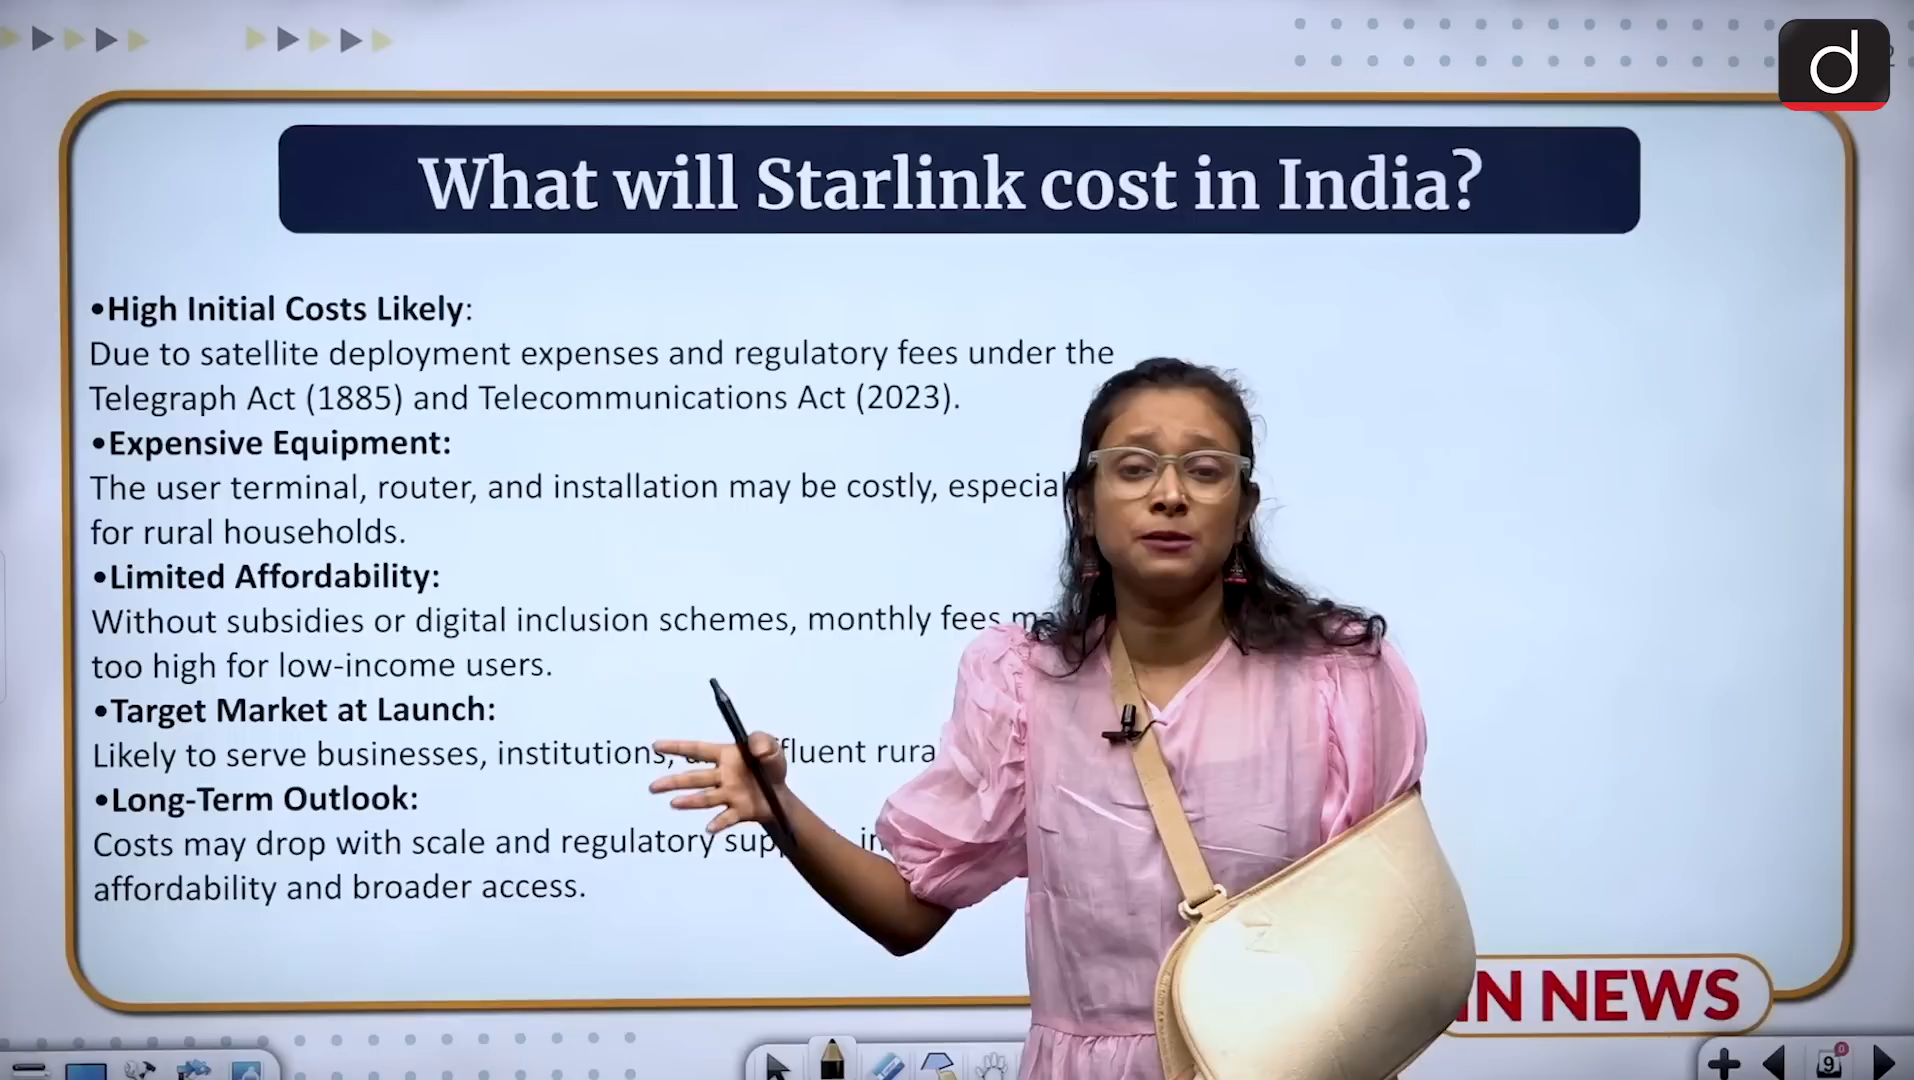 d
What will Starlink cost in India?
•High Initial Costs Likely:
Due to satellite deployment expenses and regulatory fees under the
Telegraph Act (1885) and Telecommunications Act (2023).
•Expensive Equipment:
The user terminal, router, and installation may be costly,
for rural households.
•Limited Affordability:
Without subsidies or digital inclusion schemes, monthly fees
too high for low-income users.
•Target Market at Launch:
Likely to serve businesses, institutions,
•Long-Term Outlook:
Costs may drop with scale and regulatory
affordability and broader access.
IN NEWS
9